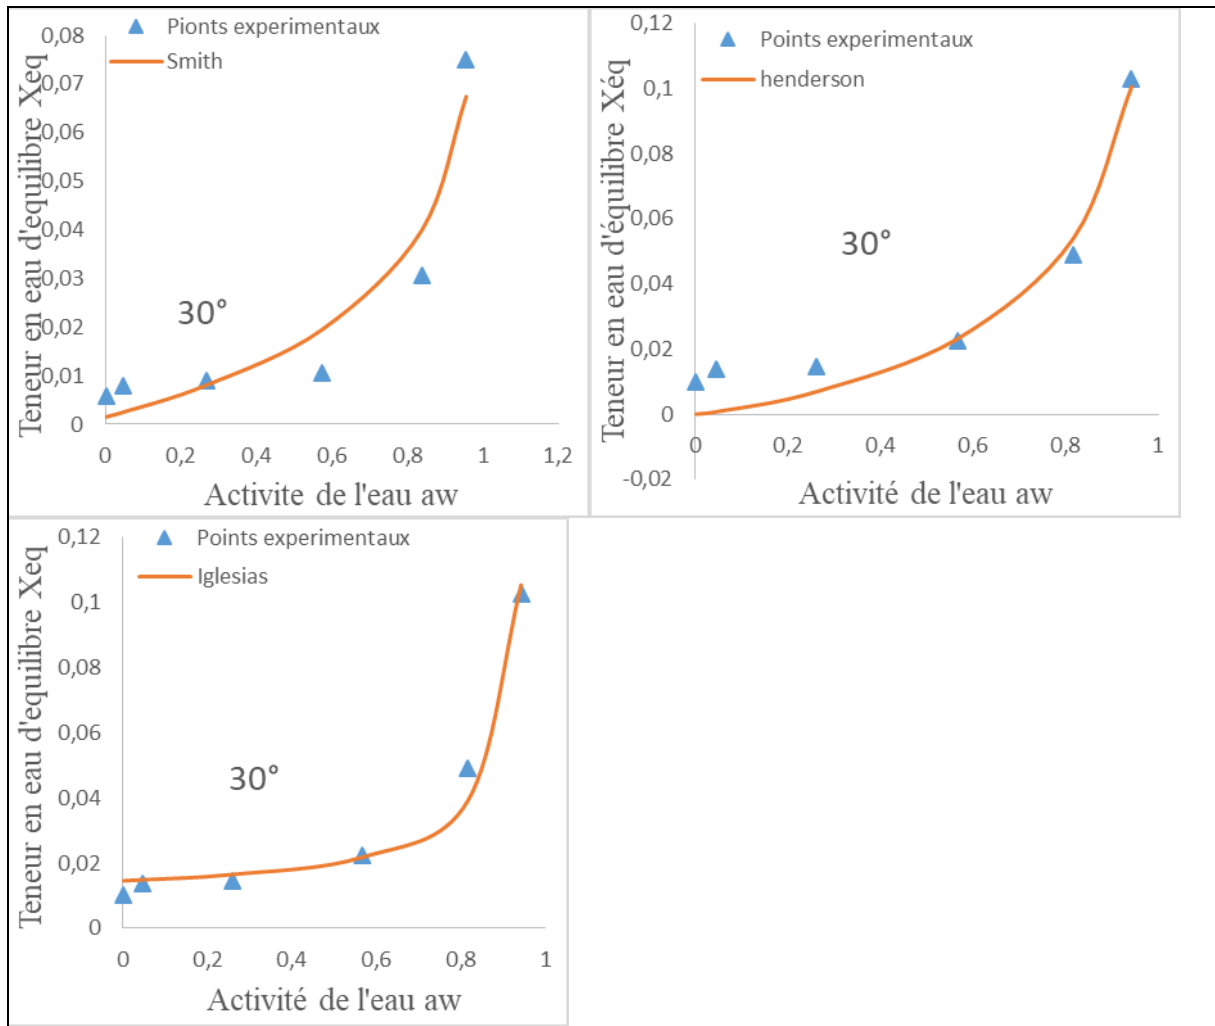 Pionts experimentaux
Smith
Teneur en eau d'equilibre Xeq
0,08
0,07
0,06
0,05
0,04
0,03
0,02
0,01
0
30°
0 0,2 0,4 0,6 0,8 1 1,2
Activite de l'eau aw
Points experimentaux
henderson
Teneur en eau d'équilibre Xéq
0,12
0,1
0,08
0,06
0,04
0,02
0
-0,02
30°
0 0,2 0,4 0,6 0,8 1
Activité de l'eau aw
Points experimentaux
Iglesias
Teneur en eau d'equilibre Xeq
0,12
0,1
0,08
0,06
0,04
0,02
0
30°
0 0,2 0,4 0,6 0,8 1
Activité de l'eau aw